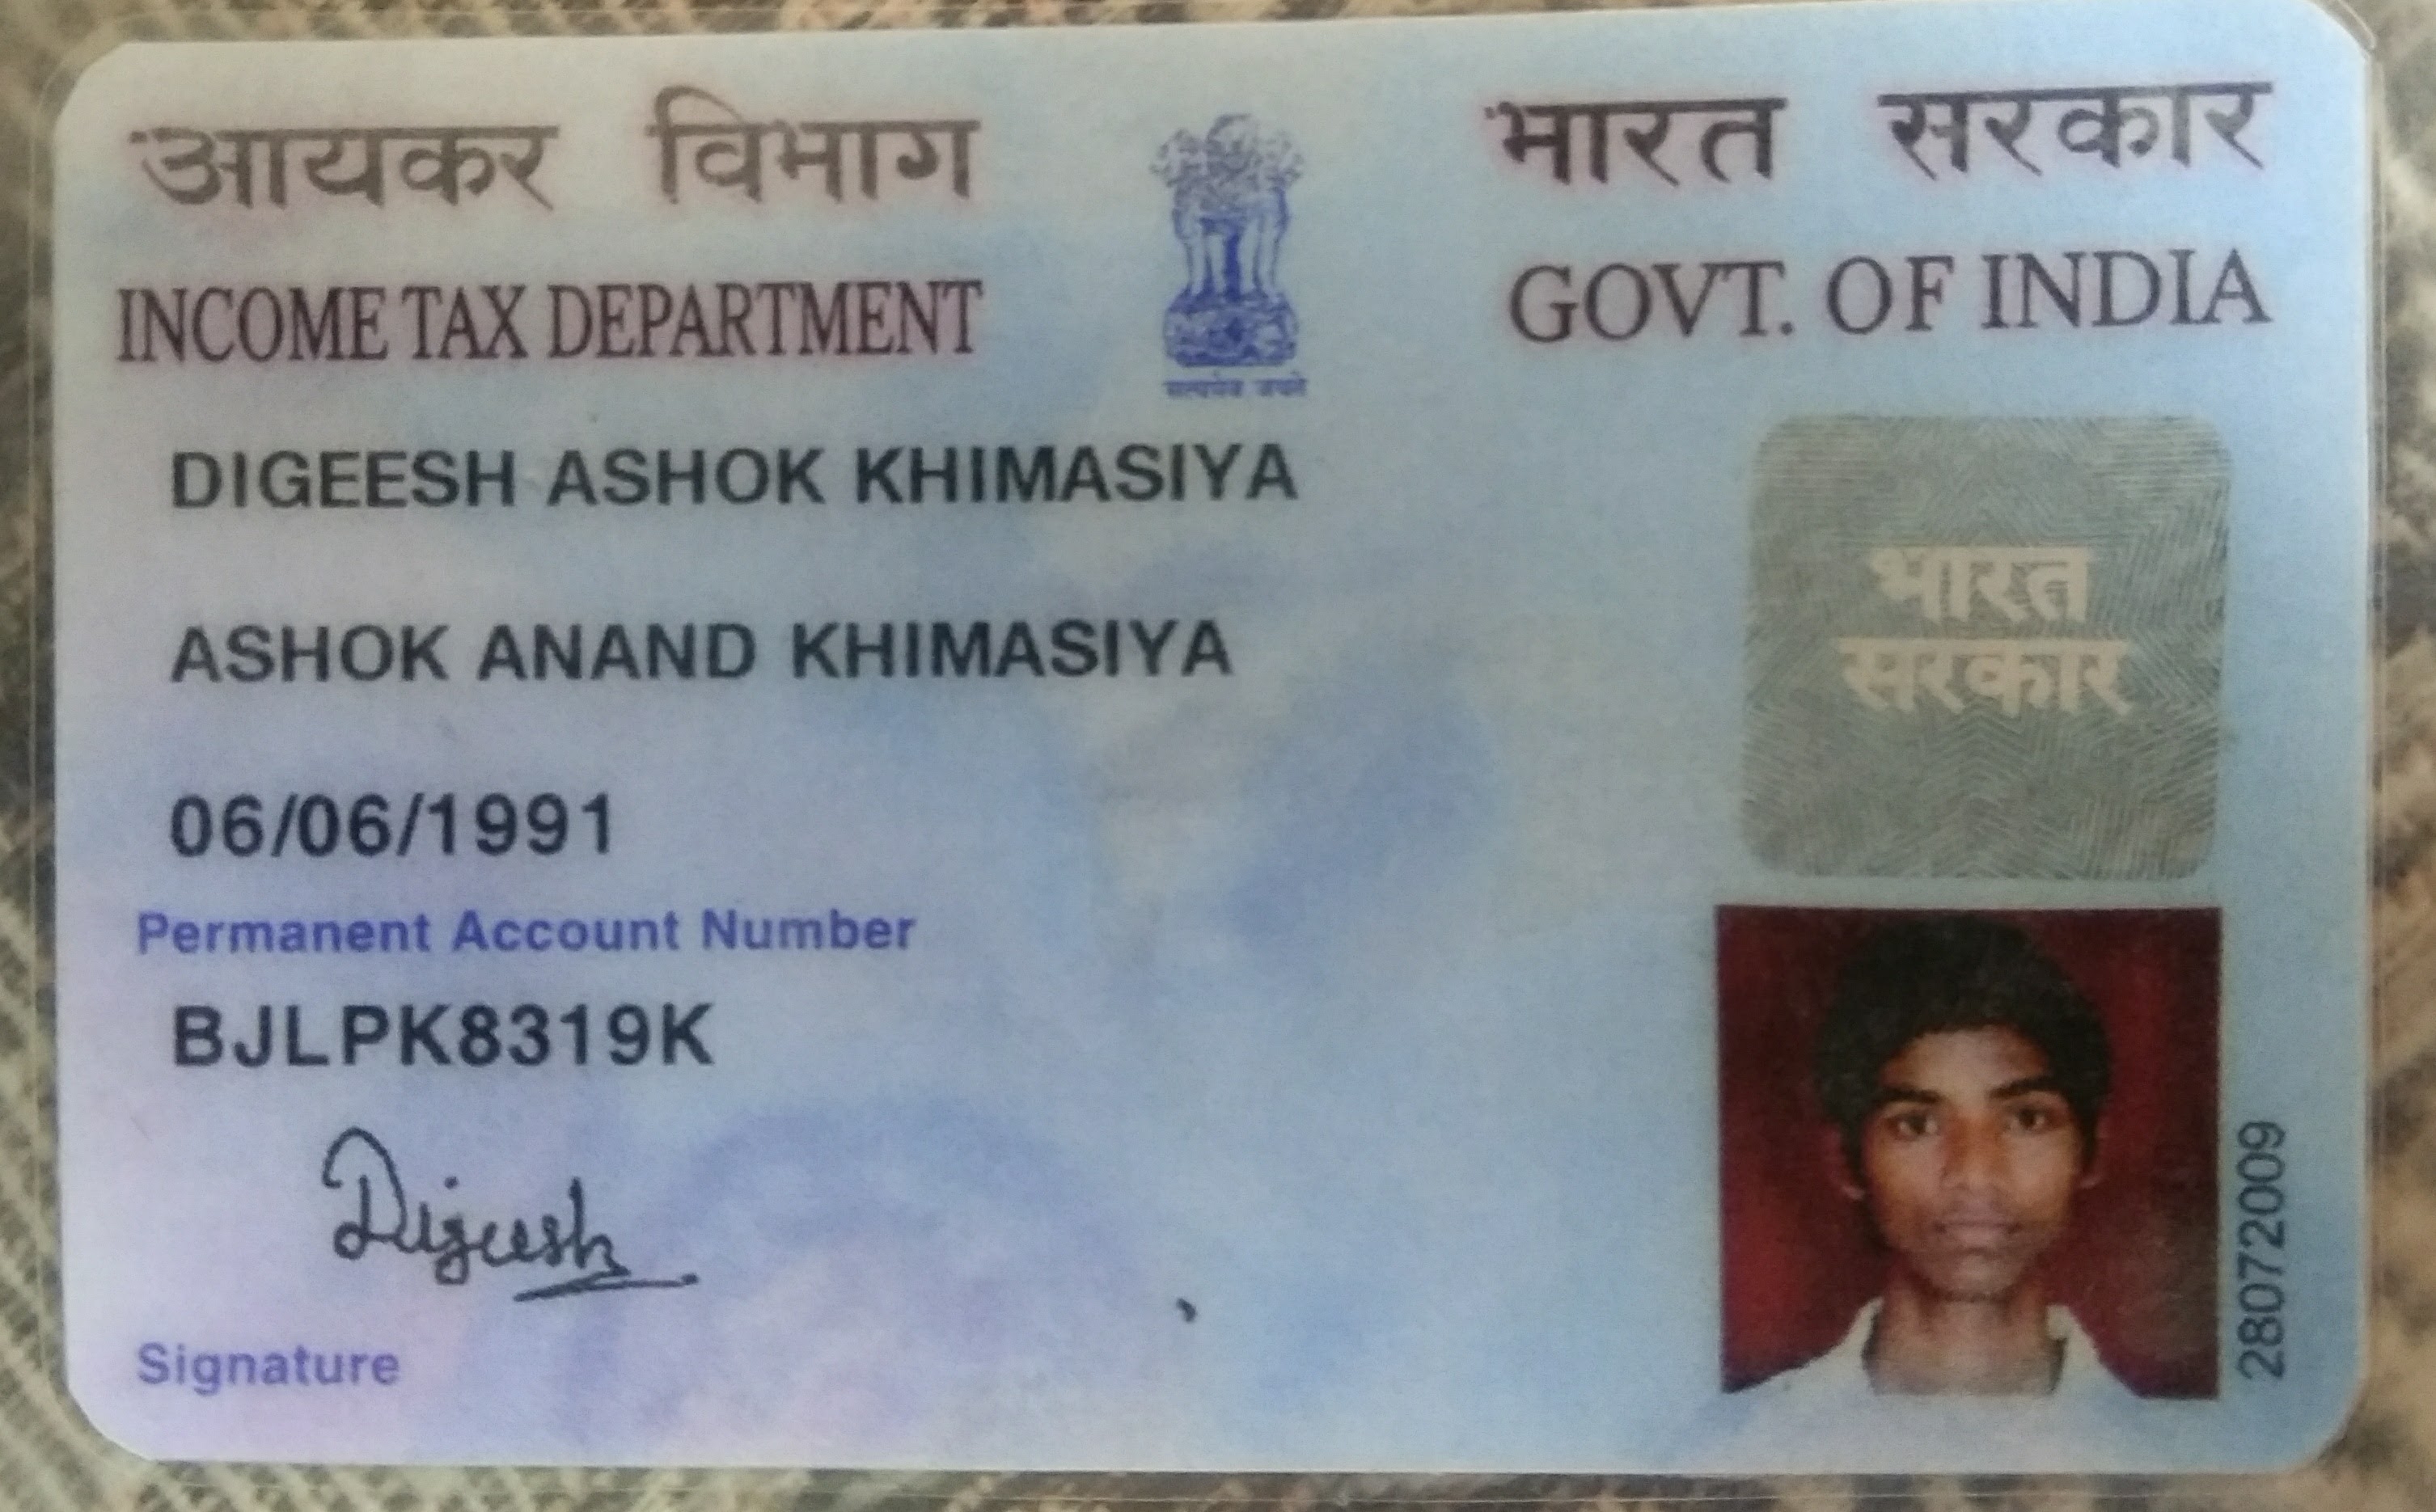 आयकर विभाग
INCOME TAX DEPARTMENT
सत्यमेव जयते
भारत सरकार
GOVT. OF INDIA
DIGEESH ASHOK KHIMASIYA
ASHOK ANAND KHIMASIYA
06/06/1991
Permanent Account Number
BJLPK8319K
Digeesh
Signature
भारत
सरकार
28072009